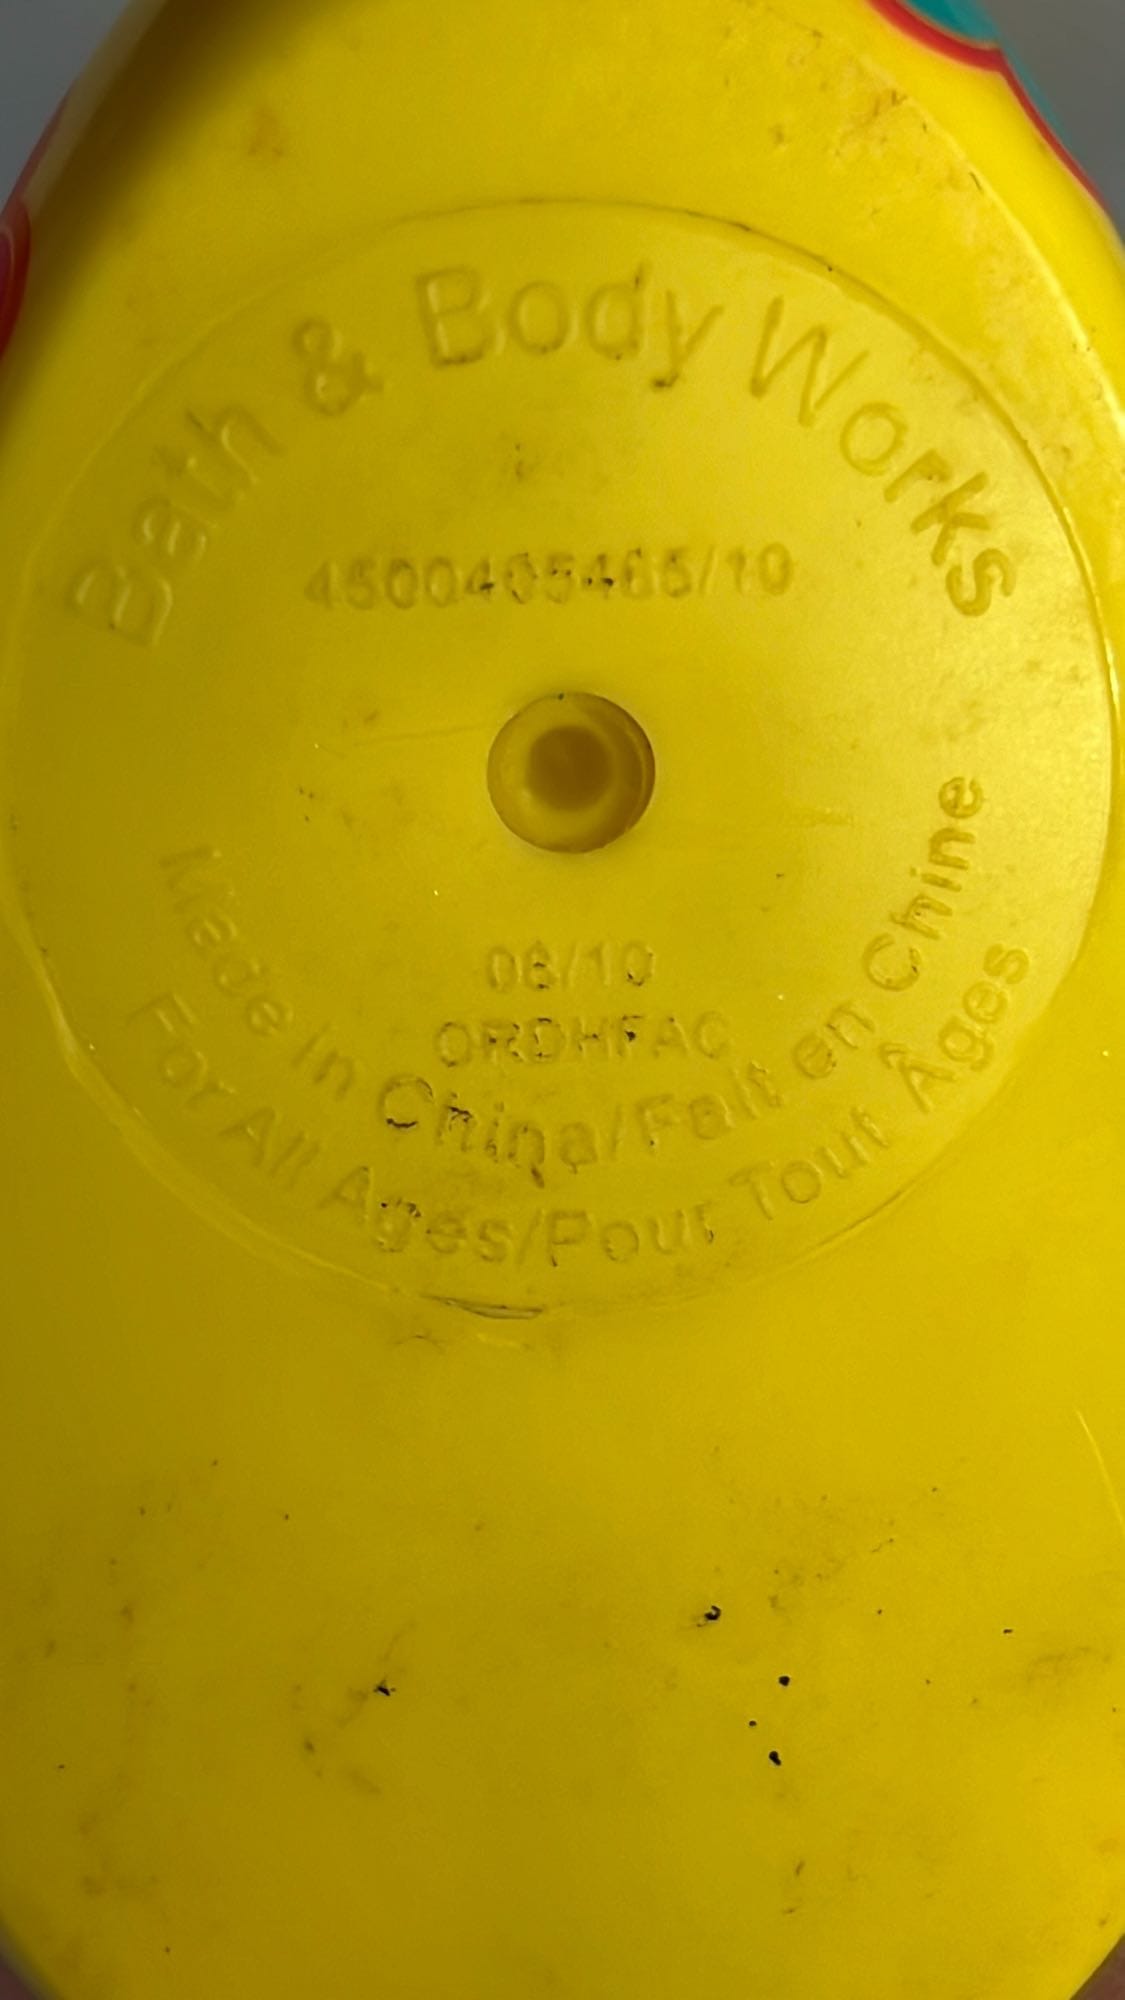 Bath & Body Works
4500405465/10
06/10
ORDHFAC
Made in China/Fait en Chine
For All Ages/Pour Tout Âges